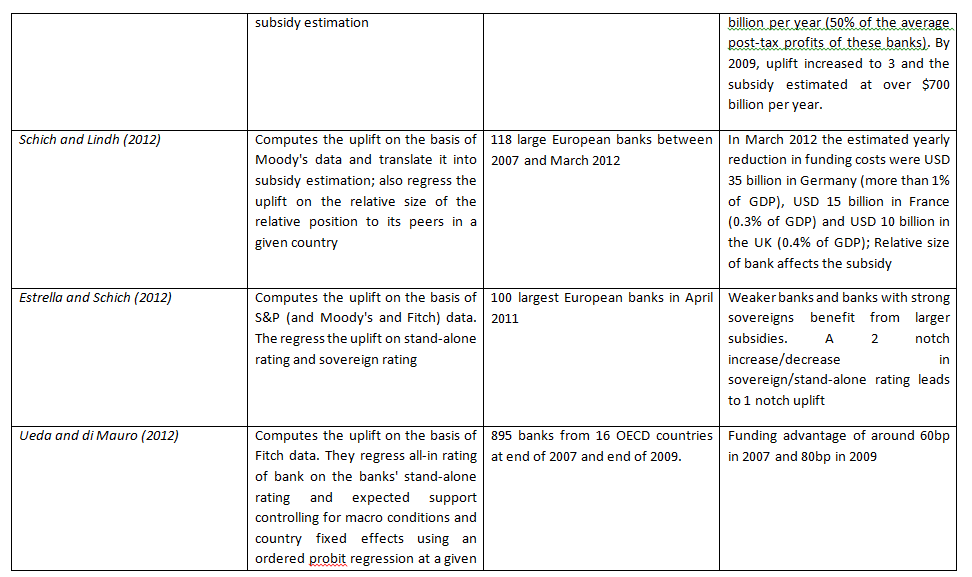 subsidy estimation
billion per year (50% of the average
post-tax profits of these banks). By
2009, uplift increased to 3 and the
subsidy estimated at over $700
billion per year.
Schich and Lindh (2012)
Computes the uplift on the basis of
Moody's data and translate it into
subsidy estimation; also regress the
uplift on the relative size of the
relative position to its peers in a
given country
118 large European banks between
2007 and March 2012
In March 2012 the estimated yearly
reduction in funding costs were USD
35 billion in Germany (more than 1%
of GDP), USD 15 billion in France
(0.3% of GDP) and USD 10 billion in
the UK (0.4% of GDP); Relative size
of bank affects the subsidy
Estrella and Schich (2012)
Computes the uplift on the basis of
S&P (and Moody's and Fitch) data.
The regress the uplift on stand-alone
rating and sovereign rating
100 largest European banks in April
2011
Weaker banks and banks with strong
sovereigns benefit from larger
subsidies. A 2 notch
increase/decrease in
sovereign/stand-alone rating leads
to 1 notch uplift
Ueda and di Mauro (2012)
Computes the uplift on the basis of
Fitch data. They regress all-in rating
of bank on the banks' stand-alone
rating and expected support
controlling for macro conditions and
country fixed effects using an
ordered probit regression at a given
895 banks from 16 OECD countries
at end of 2007 and end of 2009.
Funding advantage of around 60bp
in 2007 and 80bp in 2009